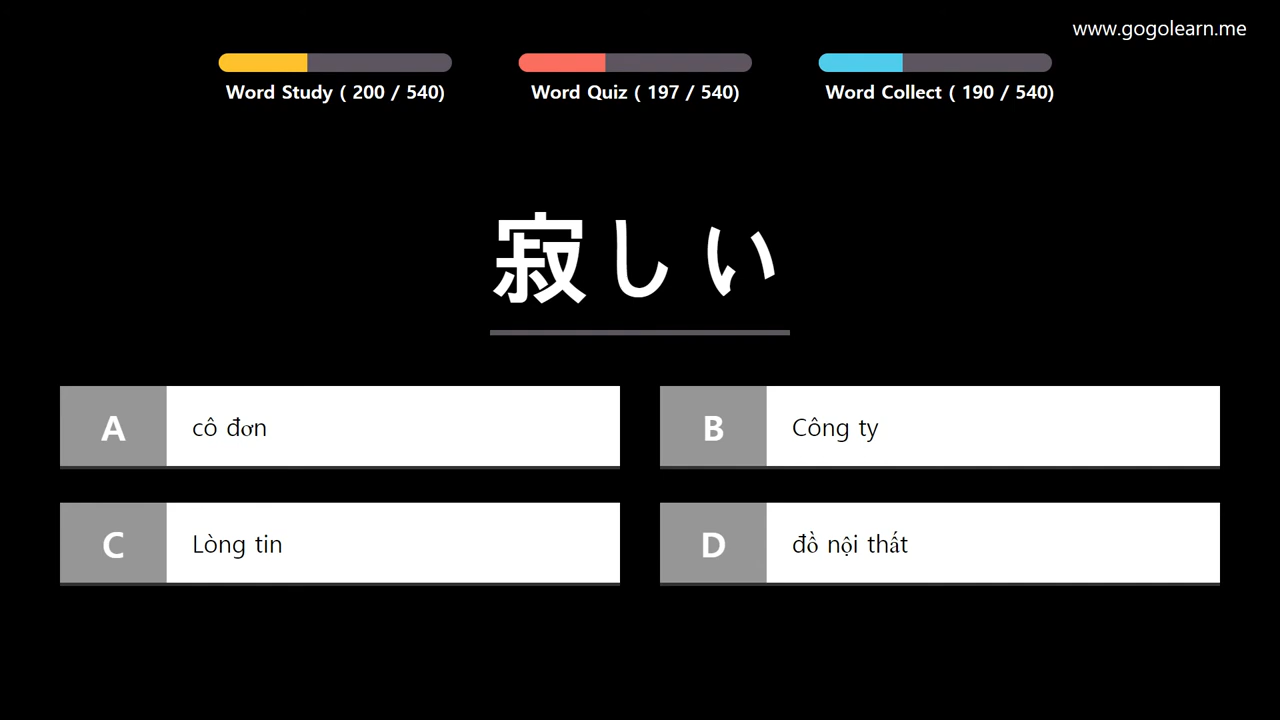 www.gogolearn.me
Word Study ( 200 / 540)
Word Quiz ( 197 / 540)
Word Collect ( 190 / 540)
寂しい
A
cô đơn
B
Công ty
C
Lòng tin
D
đồ nội thất